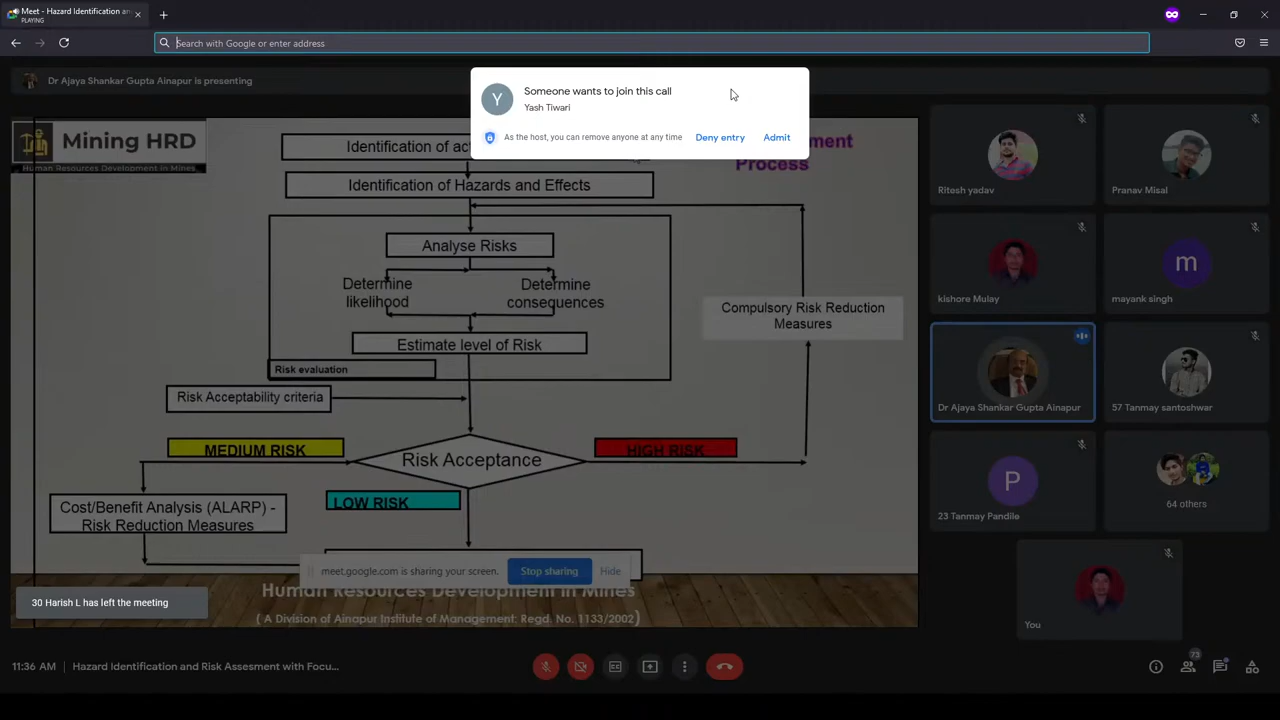 Meet - Hazard Identification an
PLAYING
Search with Google or enter address
Dr Ajaya Shankar Gupta Ainapur is presenting
Y
Someone wants to join this call
Yash Tiwari
As the host, you can remove anyone at any time
Deny entry
Admit
Mining HRD
Human Resources Development in Mines
Identification of
Process
Identification of Hazards and Effects
Analyse Risks
Determine
likelihood
Determine
consequences
Estimate level of Risk
Risk evaluation
Compulsory Risk Reduction
Measures
Risk Acceptability criteria
MEDIUM RISK
Risk Acceptance
HIGH RISK
Cost/Benefit Analysis (ALARP) -
Risk Reduction Measures
LOW RISK
meet.google.com is sharing your screen.
Stop sharing
Hide
Human Resources Development in Mines
( A Division of Ainapur Institute of Management: Regd. No. 1133/2002)
30 Harish L has left the meeting
Ritesh yadav
Pranav Misal
kishore Mulay
m
mayank singh
Dr Ajaya Shankar Gupta Ainapur
57 Tanmay santoshwar
P
23 Tanmay Pandile
64 others
You
11:36 AM
Hazard Identification and Risk Assesment with Focu...
73